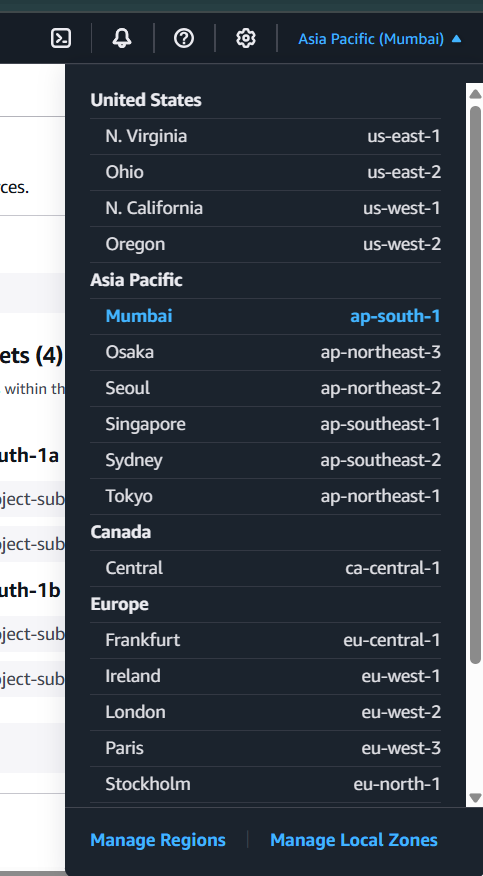 Asia Pacific (Mumbai)
United States
N. Virginia us-east-1
Ohio us-east-2
N. California us-west-1
Oregon us-west-2
Asia Pacific
Mumbai ap-south-1
Osaka ap-northeast-3
Seoul ap-northeast-2
Singapore ap-southeast-1
Sydney ap-southeast-2
Tokyo ap-northeast-1
Canada
Central ca-central-1
Europe
Frankfurt eu-central-1
Ireland eu-west-1
London eu-west-2
Paris eu-west-3
Stockholm eu-north-1
Manage Regions
Manage Local Zones
ces.
ets (4)
within th
uth-1a
ject-sub
ject-sub
uth-1b
ject-sub
ject-sub